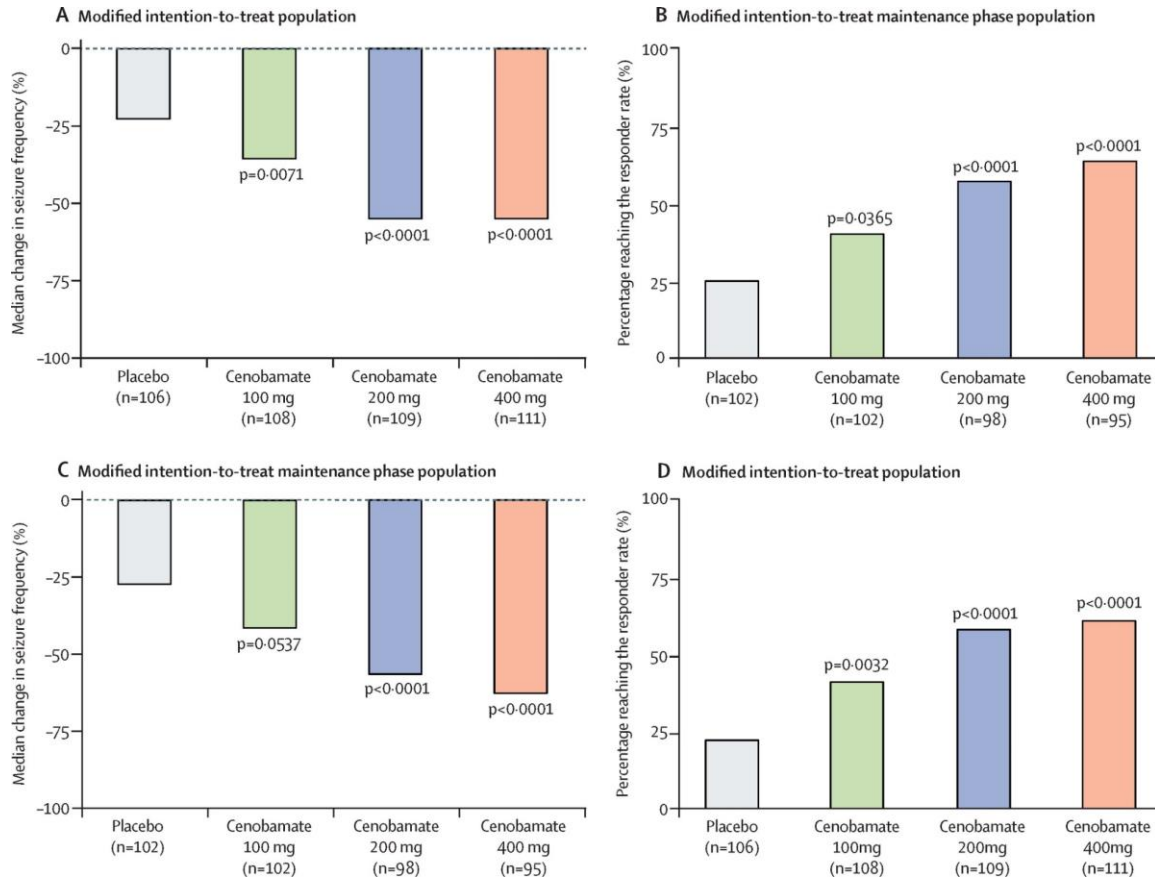 A Modified intention-to-treat population
Median change in seizure frequency (%)
0
−25
−50
−75
−100
p=0·0071
p<0·0001
p<0·0001
Placebo
(n=106)
Cenobamate
100 mg
(n=108)
Cenobamate
200 mg
(n=109)
Cenobamate
400 mg
(n=111)
B Modified intention-to-treat maintenance phase population
Percentage reaching the responder rate (%)
100
75
50
25
0
p=0·0365
p<0·0001
p<0·0001
Placebo
(n=102)
Cenobamate
100 mg
(n=102)
Cenobamate
200 mg
(n=98)
Cenobamate
400 mg
(n=95)
C Modified intention-to-treat maintenance phase population
Median change in seizure frequency (%)
0
−25
−50
−75
−100
p=0·0537
p<0·0001
p<0·0001
Placebo
(n=102)
Cenobamate
100 mg
(n=102)
Cenobamate
200 mg
(n=98)
Cenobamate
400 mg
(n=95)
D Modified intention-to-treat population
Percentage reaching the responder rate (%)
100
75
50
25
0
p=0·0032
p<0·0001
p<0·0001
Placebo
(n=106)
Cenobamate
100mg
(n=108)
Cenobamate
200mg
(n=109)
Cenobamate
400mg
(n=111)